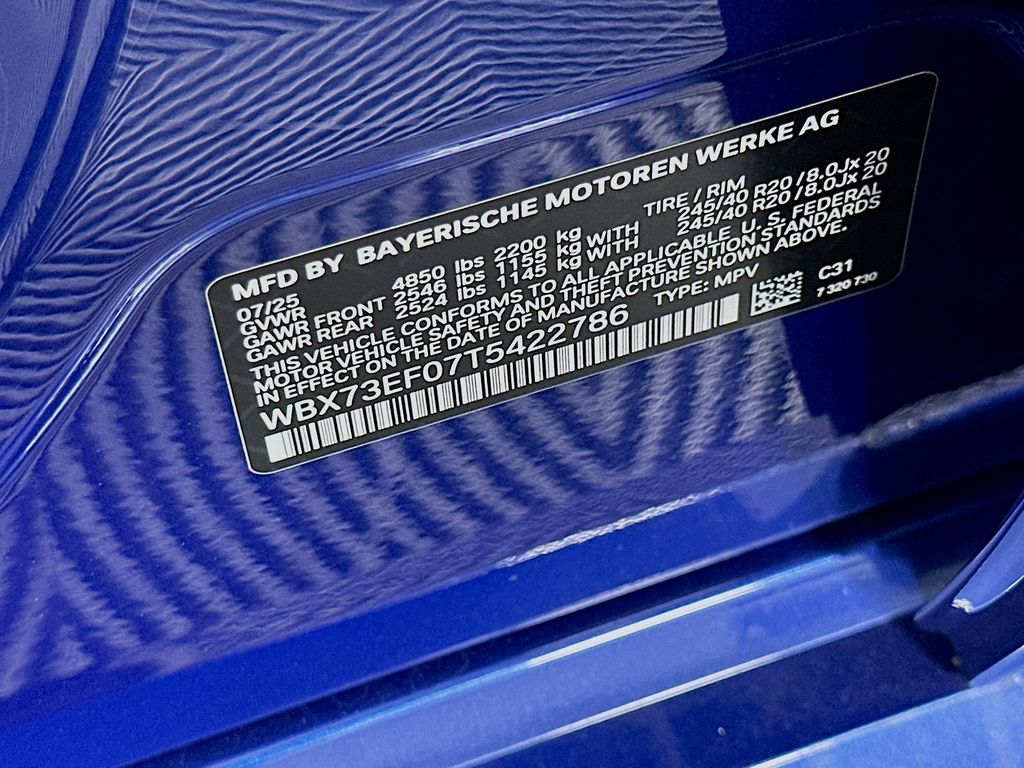 MFD BY BAYERISCHE MOTOREN WERKE AG
07/25 TIRE / RIM
GVWR 4850 lbs 2200 kg
GAWR FRONT 2546 lbs 1155 kg WITH 245/40 R20 / 8.0Jx 20
GAWR REAR 2524 lbs 1145 kg WITH 245/40 R20 / 8.0Jx 20
THIS VEHICLE CONFORMS TO ALL APPLICABLE U. S. FEDERAL
MOTOR VEHICLE SAFETY AND THEFT PREVENTION STANDARDS
IN EFFECT ON THE DATE OF MANUFACTURE SHOWN ABOVE.
WBX73EF07T5422786 TYPE: MPV C31
7 320 730